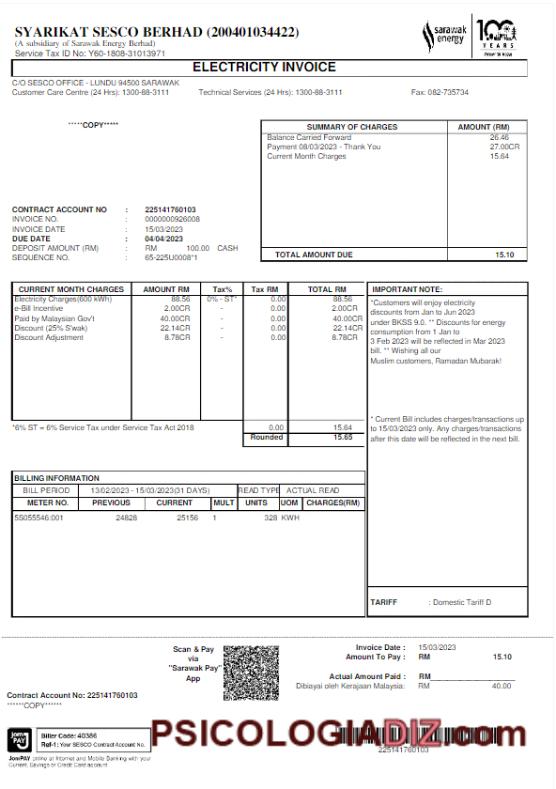 SYARIKAT SESCO BERHAD (200401034422)
(A subsidiary of Sarawak Energy Berhad)
Service Tax ID No: Y60-1808-31013971
sarawak energy
100 YEARS
ELECTRICITY INVOICE
C/O SESCO OFFICE - LUNDU 94500 SARAWAK
Customer Care Centre (24 Hrs): 1300-88-3111 Technical Services (24 Hrs): 1300-88-3111 Fax: 082-735734
*****COPY*****
SUMMARY OF CHARGES AMOUNT (RM)
Balance Carried Forward 26.46
Payment 08/03/2023 - Thank You 27.00CR
Current Month Charges 15.64
TOTAL AMOUNT DUE 15.10
CONTRACT ACCOUNT NO : 225141760103
INVOICE NO. : 0000000926008
INVOICE DATE : 15/03/2023
DUE DATE : 04/04/2023
DEPOSIT AMOUNT (RM) : RM 100.00 CASH
SEQUENCE NO. : 65-225U0008*1
CURRENT MONTH CHARGES AMOUNT RM Tax% Tax RM TOTAL RM
Electricity Charges(600 kWh) 88.56 0% - ST* 0.00 88.56
e-Bill Incentive 2.00CR - 0.00 2.00CR
Paid by Malaysian Gov't 40.00CR - 0.00 40.00CR
Discount (25% S'wak) 22.14CR - 0.00 22.14CR
Discount Adjustment 8.78CR - 0.00 8.78CR
*6% ST = 6% Service Tax under Service Tax Act 2018 0.00 15.64
Rounded 15.65
IMPORTANT NOTE:
*Customers will enjoy electricity
discounts from Jan to Jun 2023
under BKSS 9.0. ** Discounts for energy
consumption from 1 Jan to
3 Feb 2023 will be reflected in Mar 2023
bill. ** Wishing all our
Muslim customers, Ramadan Mubarak!
* Current Bill includes charges/transactions up
to 15/03/2023 only. Any charges/transactions
after this date will be reflected in the next bill.
TARIFF : Domestic Tariff D
BILLING INFORMATION
BILL PERIOD 13/02/2023 - 15/03/2023(31 DAYS) READ TYPE ACTUAL READ
METER NO. PREVIOUS CURRENT MULT UNITS UOM CHARGES(RM)
5S055546:001 24828 25156 1 328 KWH
Scan & Pay
via
"Sarawak Pay"
App
Invoice Date : 15/03/2023
Amount To Pay : RM 15.10
Actual Amount Paid : RM
Dibiayai oleh Kerajaan Malaysia: RM 40.00
Contract Account No: 225141760103
******COPY******
Jom PAY
Biller Code: 40386
Ref-1: Your SESCO Contract Account No.
JomPAY online at Internet and Mobile Banking with your
Current, Savings or Credit Card account
PSICOLOGIADIZ.com
225141760103